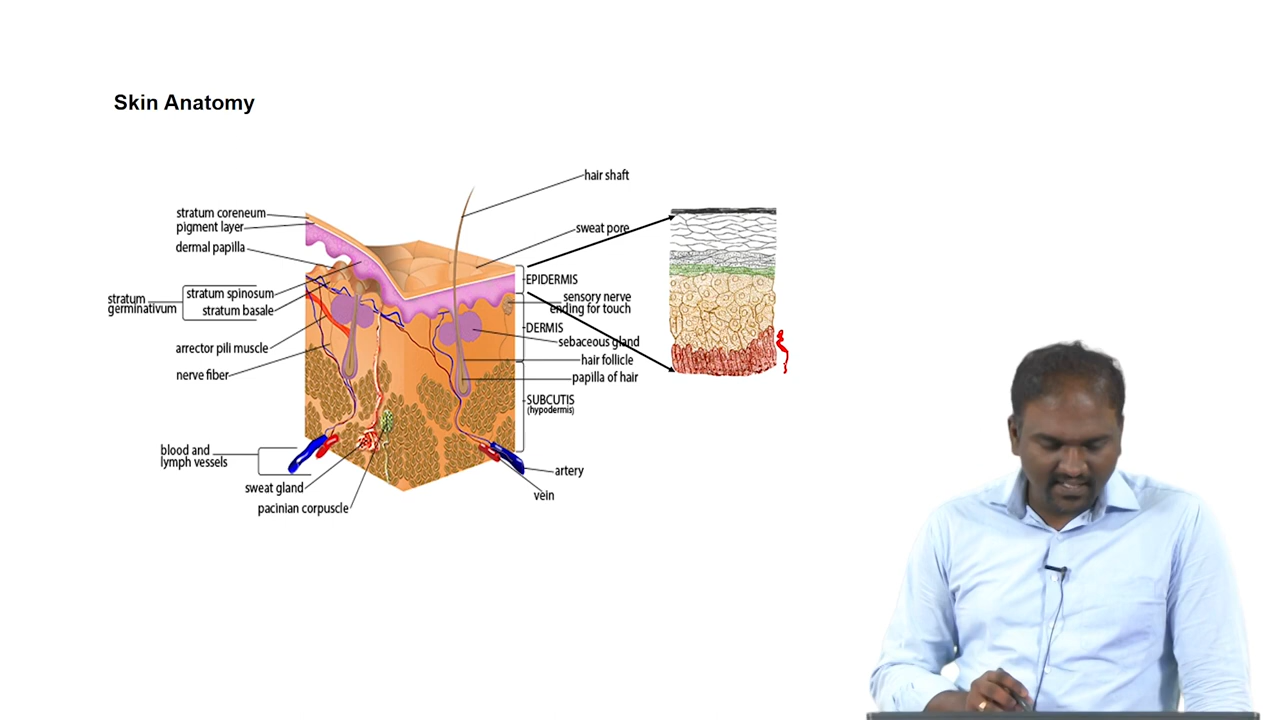 Skin Anatomy
hair shaft
stratum coreneum
pigment layer
sweat pore
dermal papilla
EPIDERMIS
stratum spinosum
stratum
germinativum
stratum basale
sensory nerve
ending for touch
DERMIS
arrector pili muscle
sebaceous gland
hair follicle
nerve fiber
papilla of hair
SUBCUTIS
(hypodermis)
blood and
lymph vessels
artery
sweat gland
vein
pacinian corpuscle